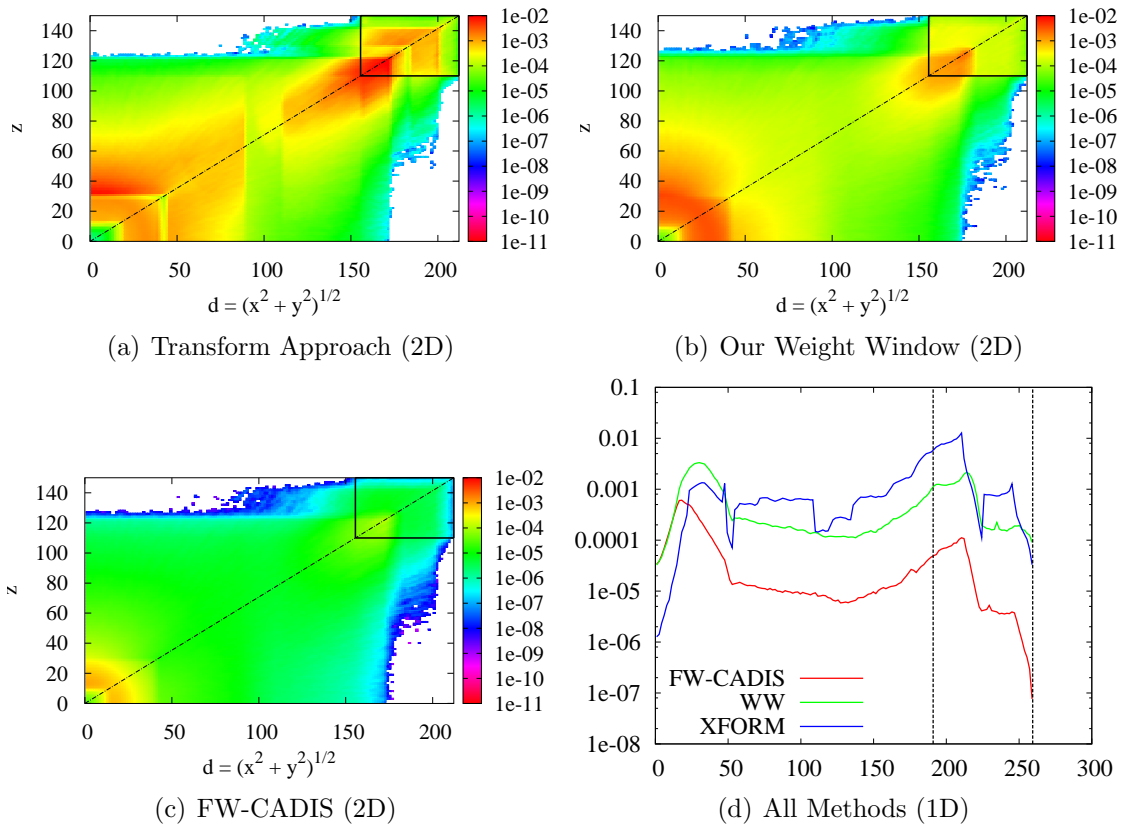 140
120
100
80
60
40
20
0
z
0 50 100 150 200
d = (x² + y²)^1/2
1e-02
1e-03
1e-04
1e-05
1e-06
1e-07
1e-08
1e-09
1e-10
1e-11
(a) Transform Approach (2D)
140
120
100
80
60
40
20
0
z
0 50 100 150 200
d = (x² + y²)^1/2
1e-02
1e-03
1e-04
1e-05
1e-06
1e-07
1e-08
1e-09
1e-10
1e-11
(b) Our Weight Window (2D)
140
120
100
80
60
40
20
0
z
0 50 100 150 200
d = (x² + y²)^1/2
1e-02
1e-03
1e-04
1e-05
1e-06
1e-07
1e-08
1e-09
1e-10
1e-11
(c) FW-CADIS (2D)
0.1
0.01
0.001
0.0001
1e-05
1e-06
1e-07
1e-08
FW-CADIS
WW
XFORM
0 50 100 150 200 250 300
(d) All Methods (1D)